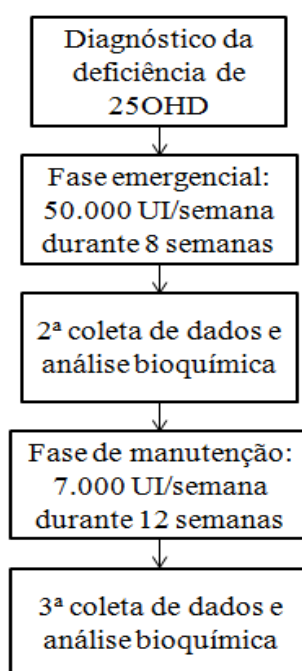 Diagnóstico da
deficiência de
25OHD
Fase emergencial:
50.000 UI/semana
durante 8 semanas
2ª coleta de dados e
análise bioquímica
Fase de manutenção:
7.000 UI/semana
durante 12 semanas
3ª coleta de dados e
análise bioquímica